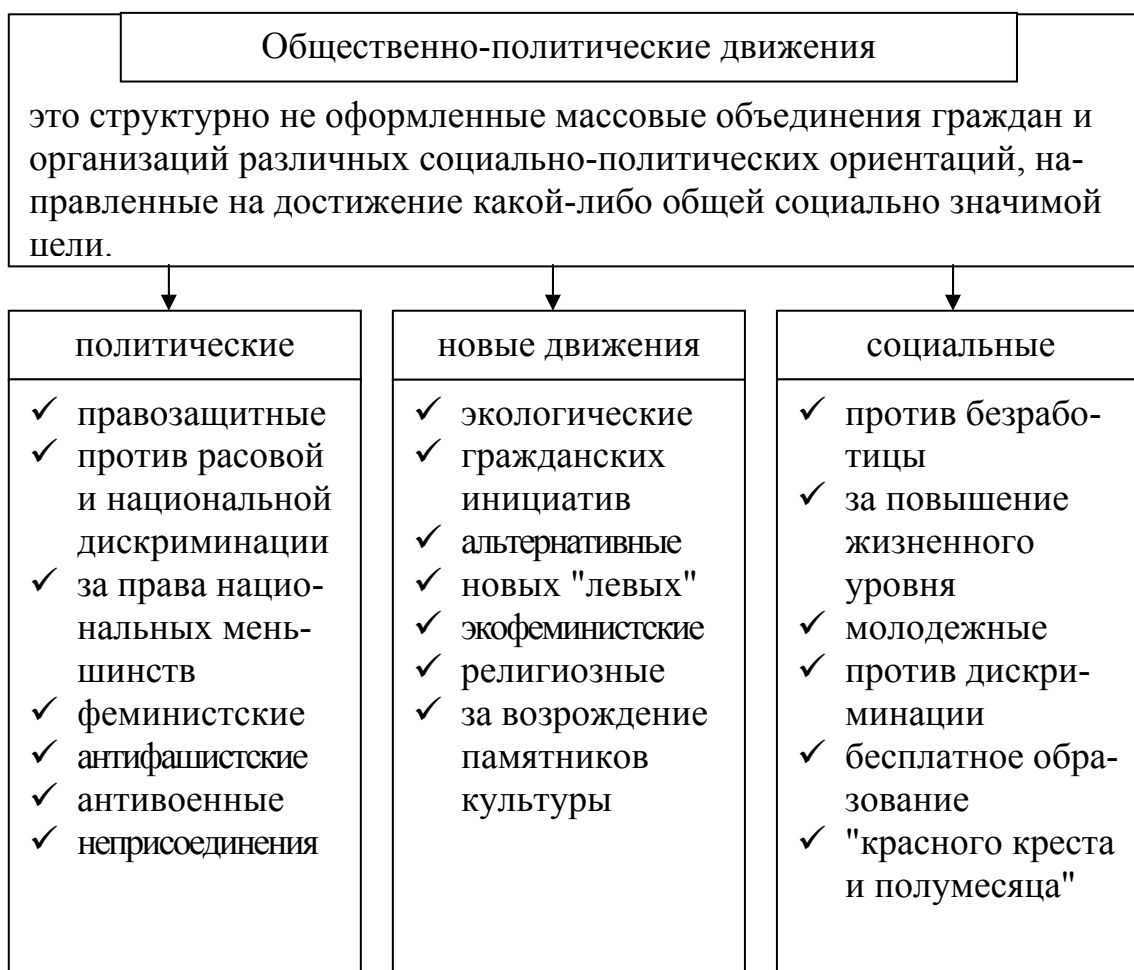 Общественно-политические движения
это структурно не оформленные массовые объединения граждан и
организаций различных социально-политических ориентаций, на-
правленные на достижение какой-либо общей социально значимой
цели.
политические
✓ правозащитные
✓ против расовой
и национальной
дискриминации
✓ за права нацио-
нальных мень-
шинств
✓ феминистские
✓ антифашистские
✓ антивоенные
✓ неприсоединения
новые движения
✓ экологические
✓ гражданских
инициатив
✓ альтернативные
✓ новых "левых"
✓ экофеминистские
✓ религиозные
✓ за возрождение
памятников
культуры
социальные
✓ против безрабо-
тицы
✓ за повышение
жизненного
уровня
✓ молодежные
✓ против дискри-
минации
✓ бесплатное обра-
зование
✓ "красного креста
и полумесяца"